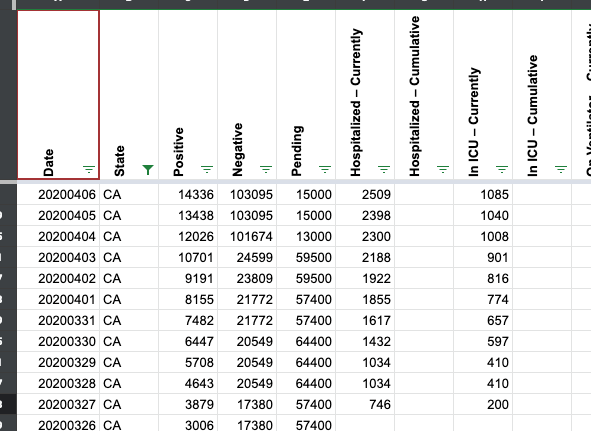 Date State Positive Negative Pending Hospitalized – Currently Hospitalized – Cumulative In ICU – Currently In ICU – Cumulative
20200406 CA 14336 103095 15000 2509 1085
20200405 CA 13438 103095 15000 2398 1040
20200404 CA 12026 101674 13000 2300 1008
20200403 CA 10701 24599 59500 2188 901
20200402 CA 9191 23809 59500 1922 816
20200401 CA 8155 21772 57400 1855 774
20200331 CA 7482 21772 57400 1617 657
20200330 CA 6447 20549 64400 1432 597
20200329 CA 5708 20549 64400 1034 410
20200328 CA 4643 20549 64400 1034 410
20200327 CA 3879 17380 57400 746 200
20200326 CA 3006 17380 57400